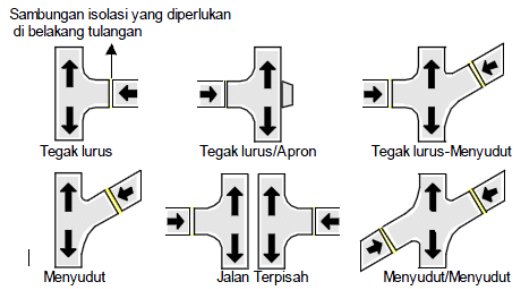 Sambungan isolasi yang diperlukan
di belakang tulangan
Tegak lurus
Tegak lurus/Apron
Tegak lurus-Menyudut
Menyudut
Jalan Terpisah
Menyudut/Menyudut